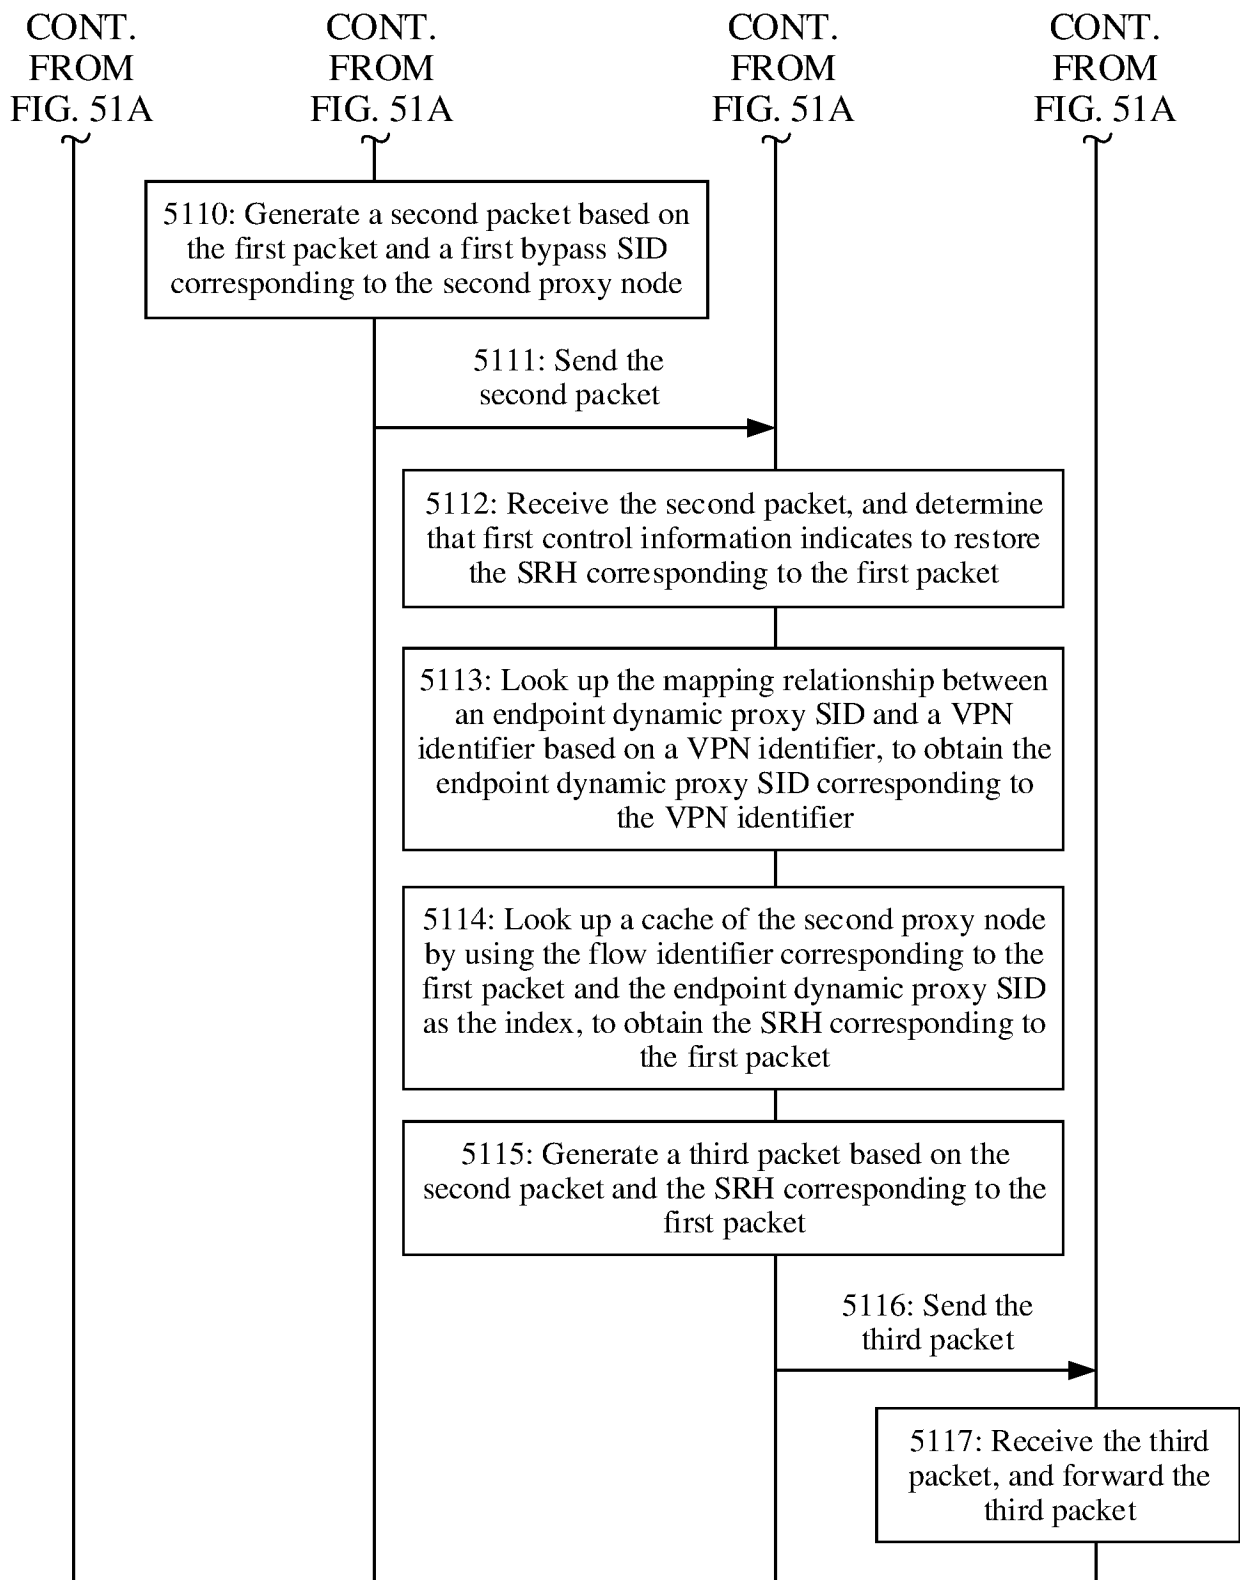 CONT.
FROM
FIG. 51A
CONT.
FROM
FIG. 51A
CONT.
FROM
FIG. 51A
CONT.
FROM
FIG. 51A
5110: Generate a second packet based on
the first packet and a first bypass SID
corresponding to the second proxy node
5111: Send the
second packet
5112: Receive the second packet, and determine
that first control information indicates to restore
the SRH corresponding to the first packet
5113: Look up the mapping relationship between
an endpoint dynamic proxy SID and a VPN
identifier based on a VPN identifier, to obtain the
endpoint dynamic proxy SID corresponding to
the VPN identifier
5114: Look up a cache of the second proxy node
by using the flow identifier corresponding to the
first packet and the endpoint dynamic proxy SID
as the index, to obtain the SRH corresponding to
the first packet
5115: Generate a third packet based on the
second packet and the SRH corresponding to the
first packet
5116: Send the
third packet
5117: Receive the third
packet, and forward the
third packet